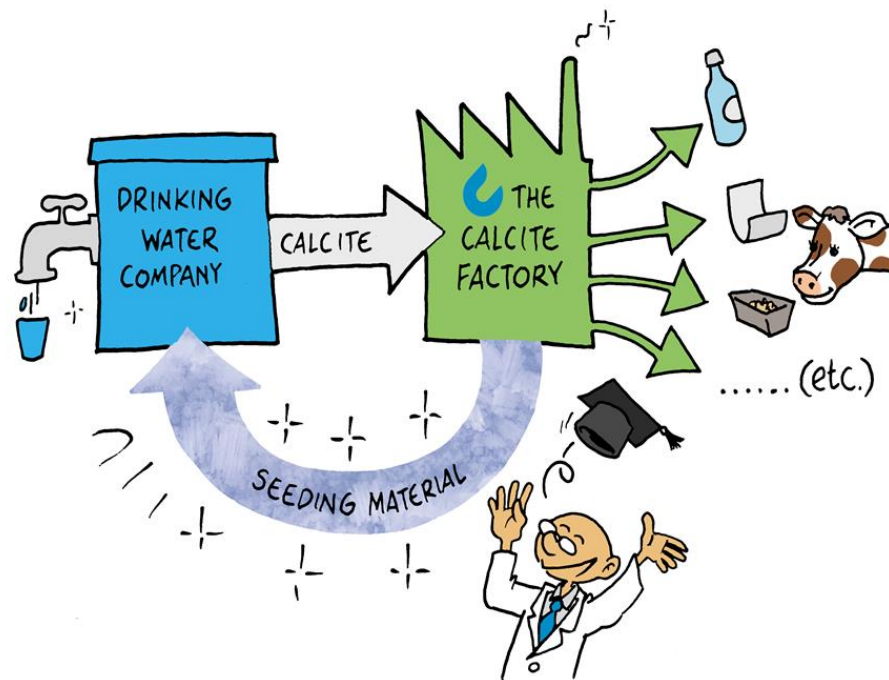 DRINKING
WATER
COMPANY
CALCITE
THE
CALCITE
FACTORY
...... (etc.)
SEEDING MATERIAL